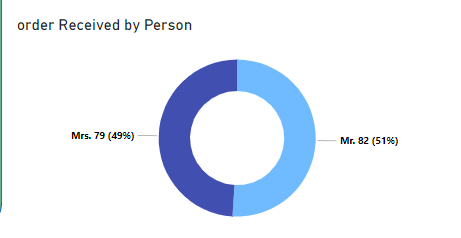 order Received by Person
Mrs. 79 (49%)
Mr. 82 (51%)